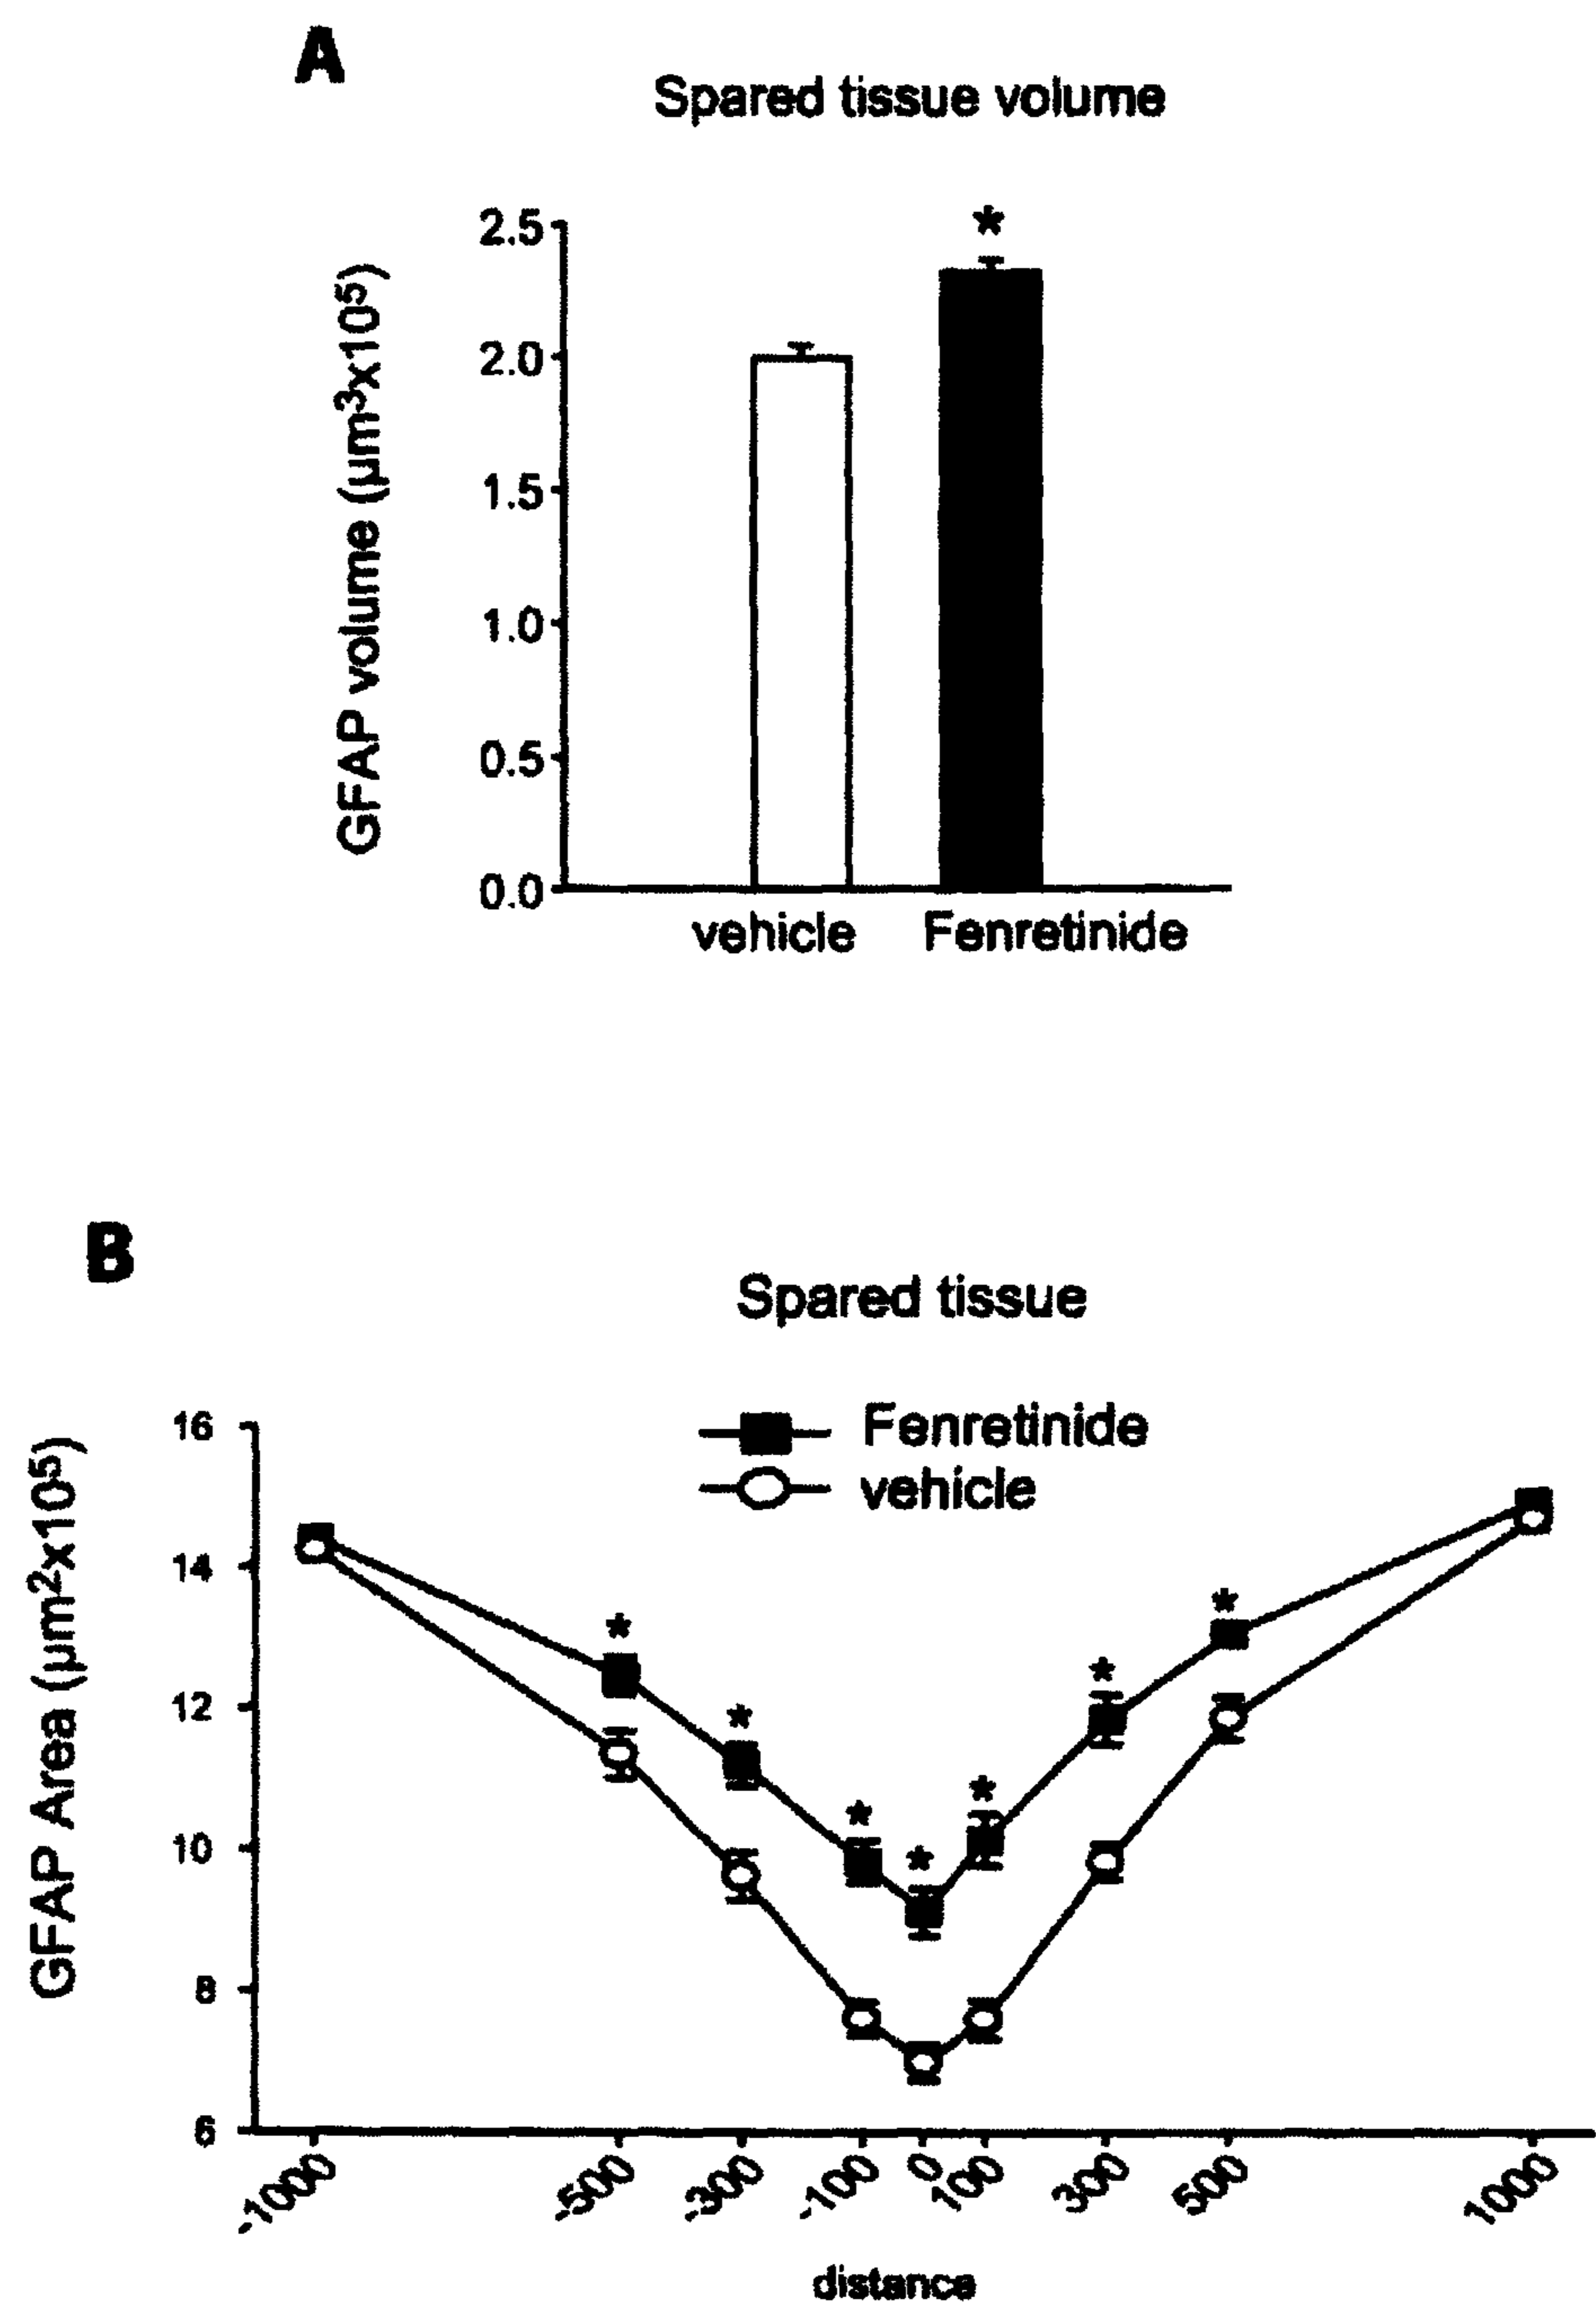 A
Spared tissue volume
GFAP volume (µm³x10⁵)
2.5
2.0
1.5
1.0
0.5
0.0
*
vehicle Fenretinide
B
Spared tissue
Fenretinide
vehicle
GFAP Area (µm²x10⁵)
16
14
12
10
8
6
* * * * * * *
-1000 -500 -300 -100 0 100 300 500 1000
distance